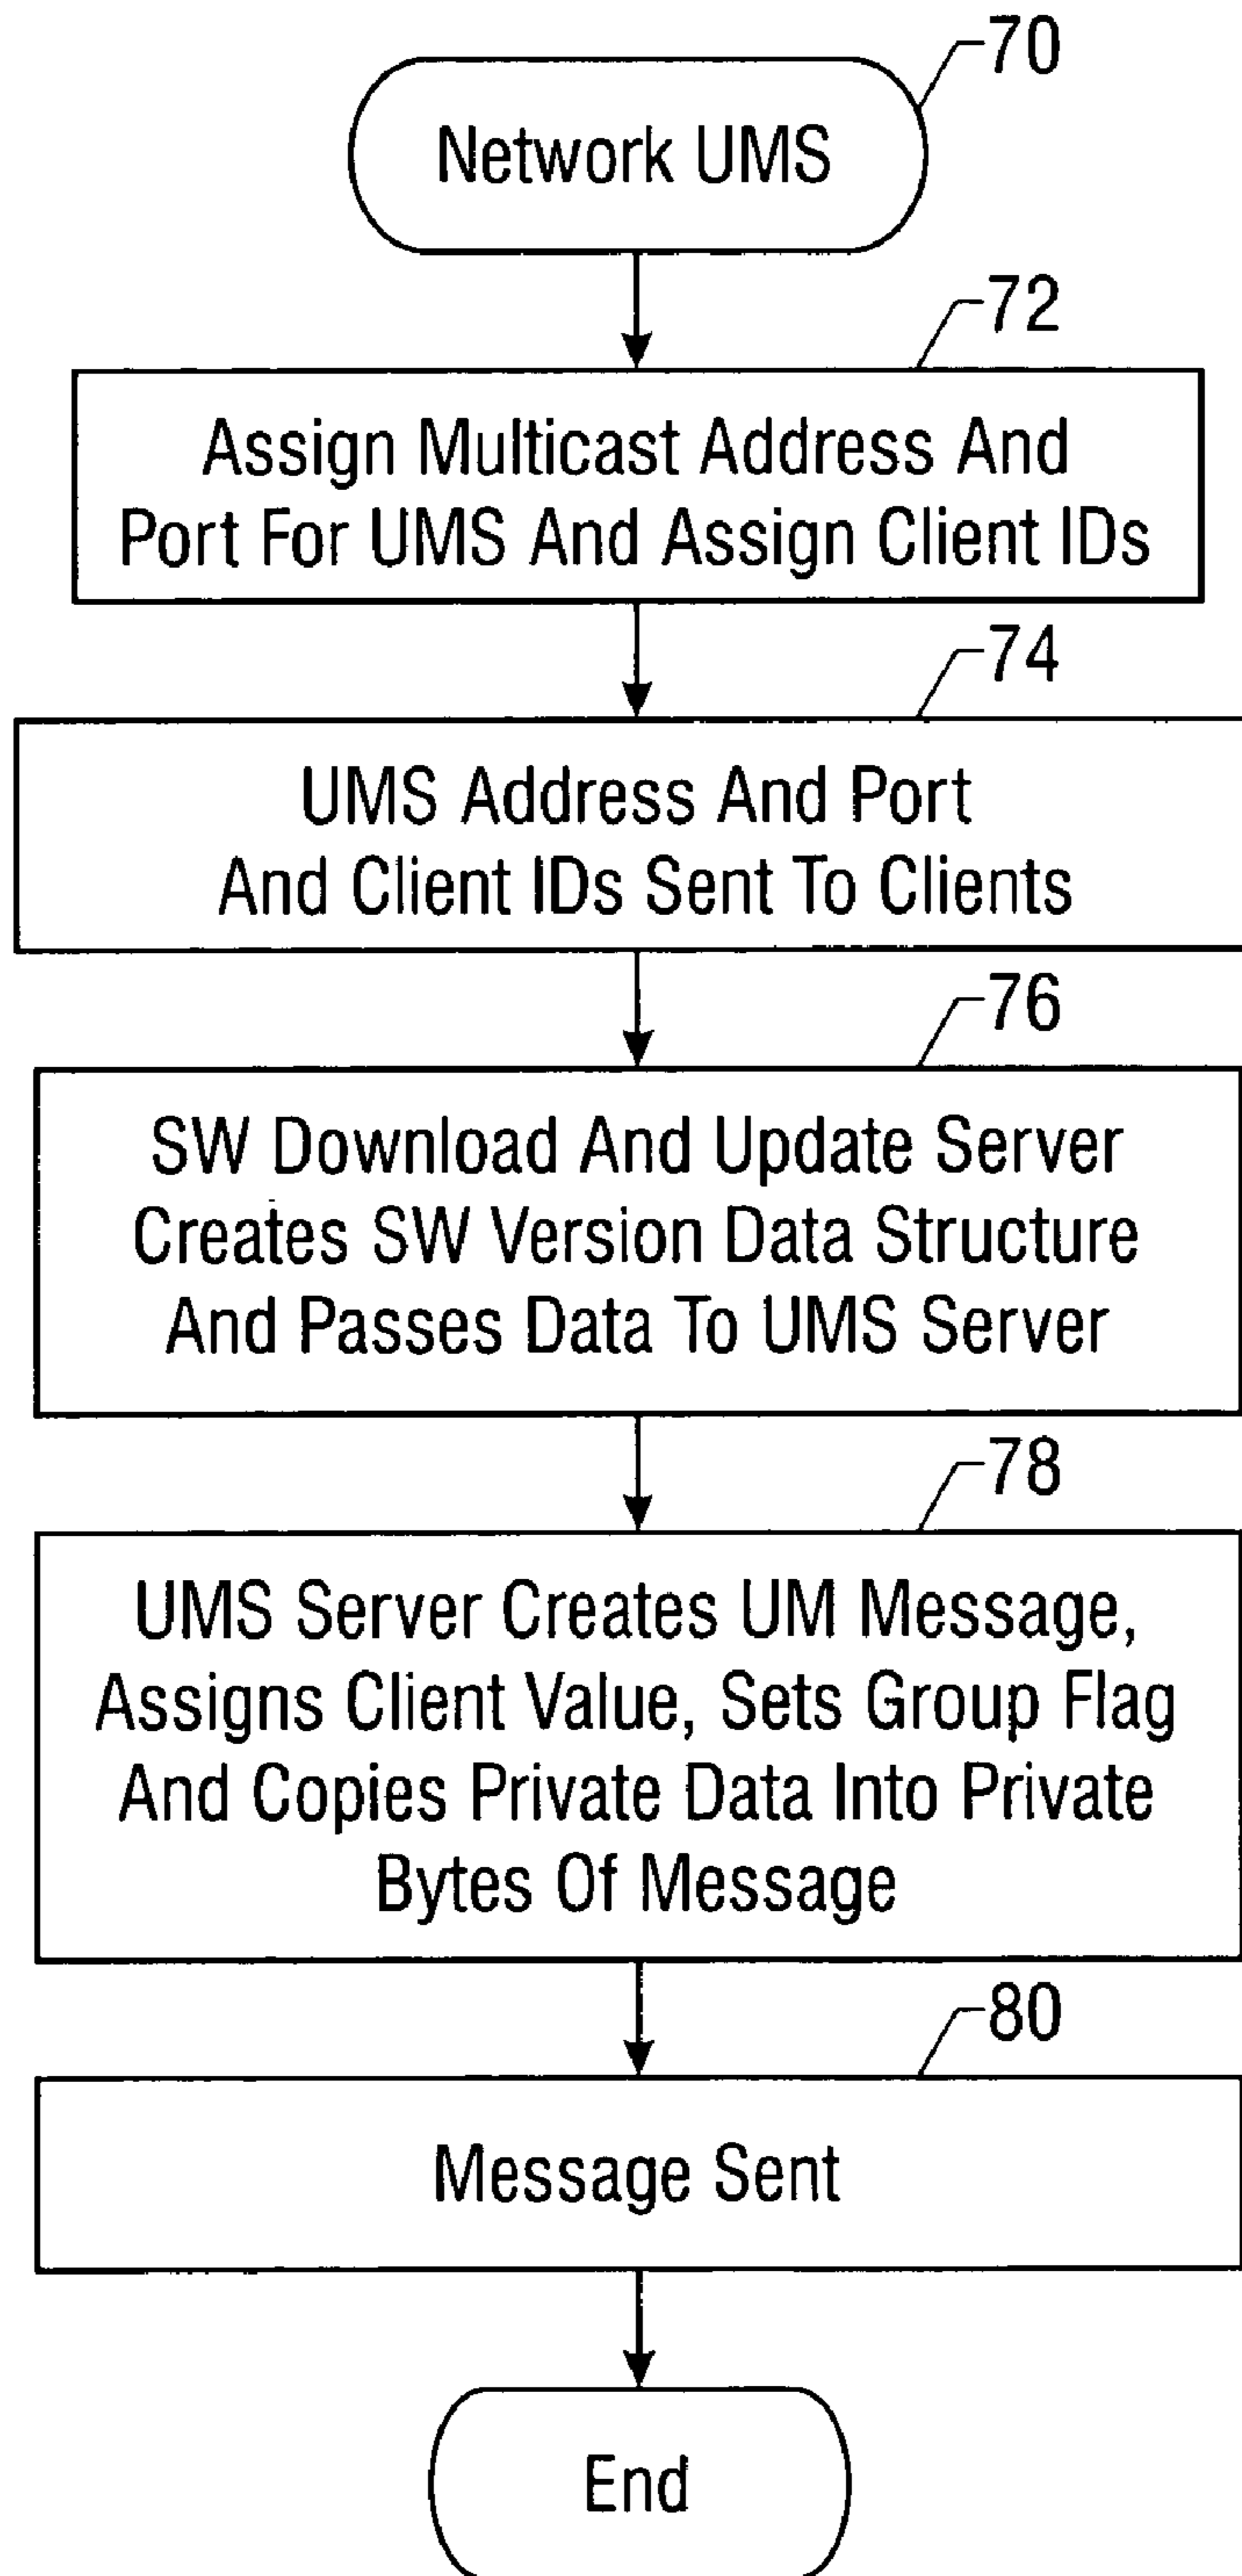 70
Network UMS
72
Assign Multicast Address And
Port For UMS And Assign Client IDs
74
UMS Address And Port
And Client IDs Sent To Clients
76
SW Download And Update Server
Creates SW Version Data Structure
And Passes Data To UMS Server
78
UMS Server Creates UM Message,
Assigns Client Value, Sets Group Flag
And Copies Private Data Into Private
Bytes Of Message
80
Message Sent
End